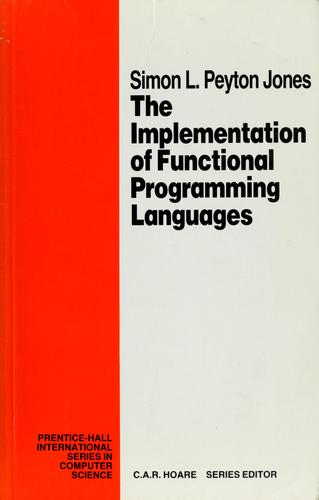 Simon L. Peyton Jones
The
Implementation
of Functional
Programming
Languages
PRENTICE-HALL
INTERNATIONAL
SERIES IN
COMPUTER
SCIENCE
C.A.R. HOARE SERIES EDITOR